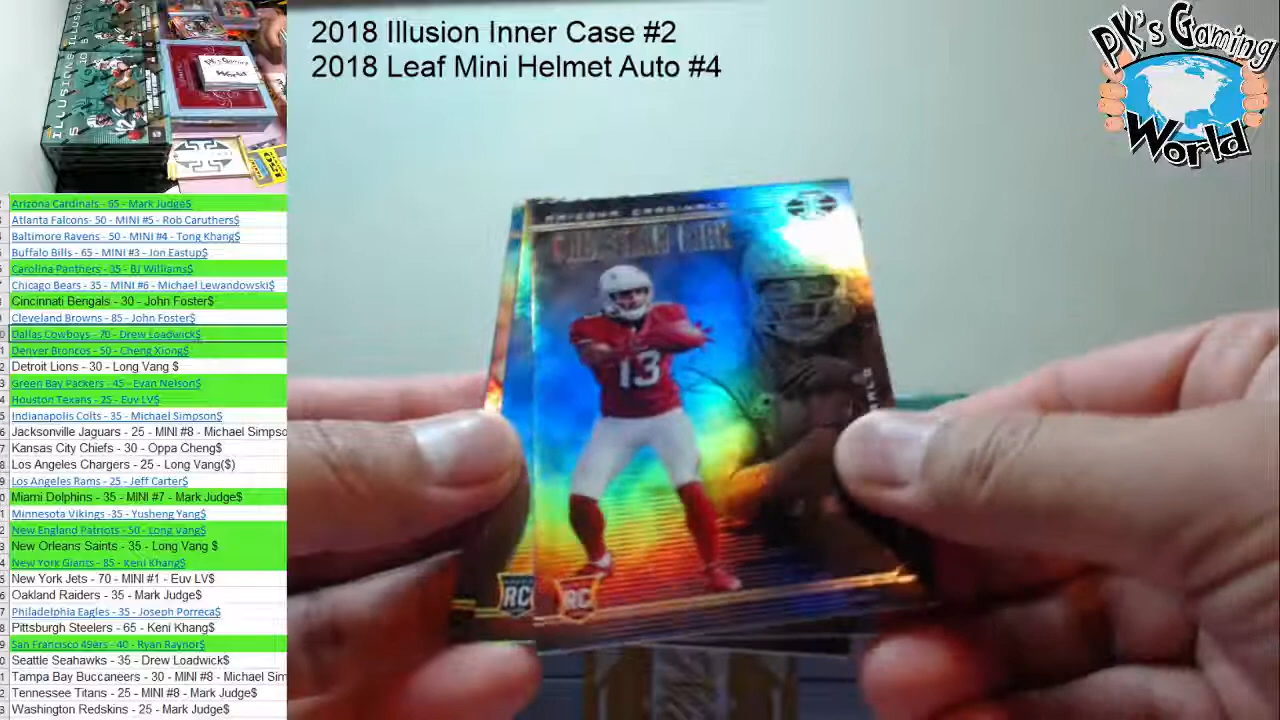 2018 Illusion Inner Case #2
2018 Leaf Mini Helmet Auto #4
PK's Gaming
World
ILLUSIONS
Arizona Cardinals - 65 - Mark Judge$
Atlanta Falcons- 50 - MINI #5 - Rob Caruthers$
Baltimore Ravens - 50 - MINI #4 - Tong Khang$
Buffalo Bills - 65 - MINI #3 - Jon Eastup$
Carolina Panthers - 35 - BJ Williams$
Chicago Bears - 35 - MINI #6 - Michael Lewandowski$
Cincinnati Bengals - 30 - John Foster$
Cleveland Browns - 85 - John Foster$
Dallas Cowboys - 70 - Drew Loadwick$
Denver Broncos - 50 - Cheng Xiong$
Detroit Lions - 30 - Long Vang $
Green Bay Packers - 45 - Evan Nelson$
Houston Texans - 25 - Euv LV$
Indianapolis Colts - 35 - Michael Simpson$
Jacksonville Jaguars - 25 - MINI #8 - Michael Simpso
Kansas City Chiefs - 30 - Oppa Cheng$
Los Angeles Chargers - 25 - Long Vang($)
Los Angeles Rams - 25 - Jeff Carter$
Miami Dolphins - 35 - MINI #7 - Mark Judge$
Minnesota Vikings -35 - Yusheng Yang$
New England Patriots - 50 - Long Vang$
New Orleans Saints - 35 - Long Vang $
New York Giants - 85 - Keni Khang$
New York Jets - 70 - MINI #1 - Euv LV$
Oakland Raiders - 35 - Mark Judge$
Philadelphia Eagles - 35 - Joseph Porreca$
Pittsburgh Steelers - 65 - Keni Khang$
San Francisco 49ers - 40 - Ryan Raynor$
Seattle Seahawks - 35 - Drew Loadwick$
Tampa Bay Buccaneers - 30 - MINI #8 - Michael Sim
Tennessee Titans - 25 - MINI #8 - Mark Judge$
Washington Redskins - 25 - Mark Judge$
ARIZONA CARDINALS
CHRISTIAN KIRK
13
RC
RC